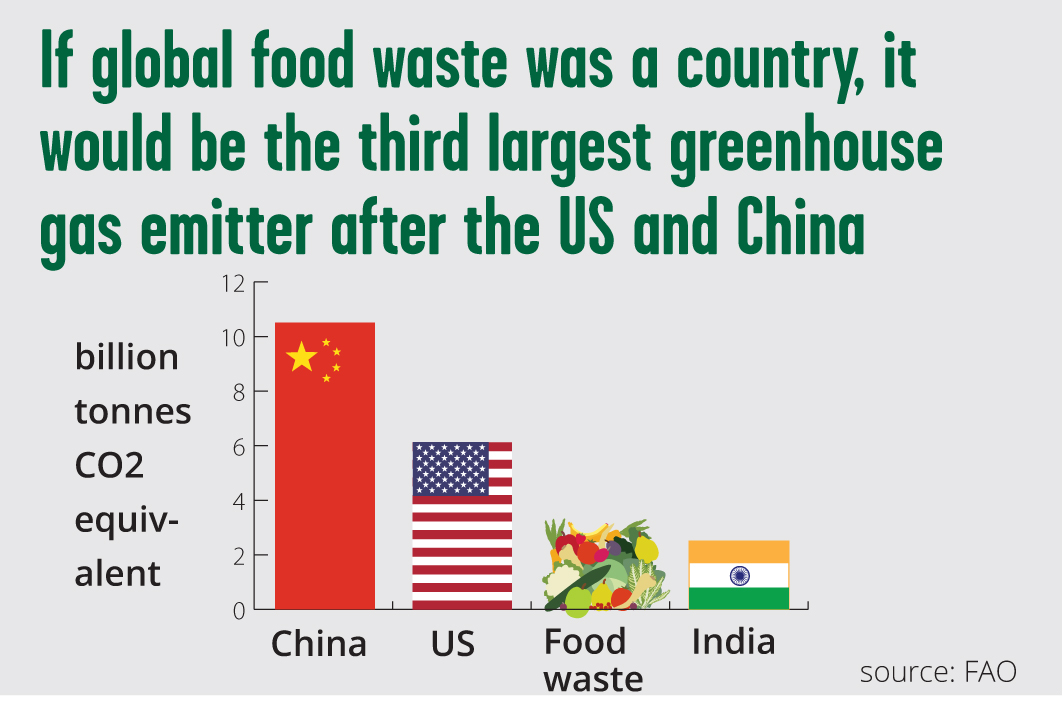 If global food waste was a country, it
would be the third largest greenhouse
gas emitter after the US and China
billion
tonnes
CO2
equiv-
alent
12
10
8
6
4
2
0
China
US
Food
waste
India
source: FAO